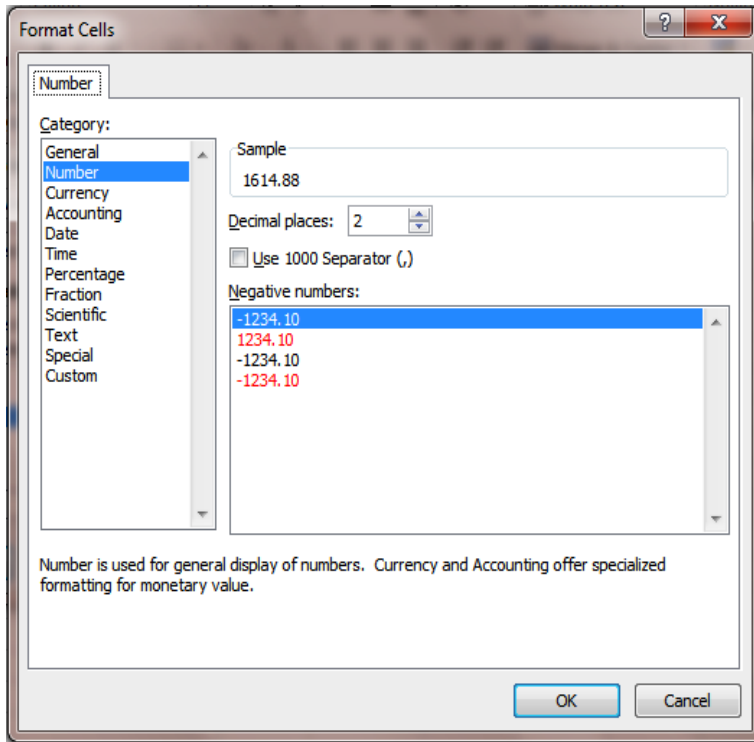 Format Cells
Number
Category:
General
Number
Currency
Accounting
Date
Time
Percentage
Fraction
Scientific
Text
Special
Custom
Sample
1614.88
Decimal places: 2
Use 1000 Separator (,)
Negative numbers:
-1234.10
1234.10
-1234.10
-1234.10
Number is used for general display of numbers.  Currency and Accounting offer specialized
formatting for monetary value.
OK
Cancel